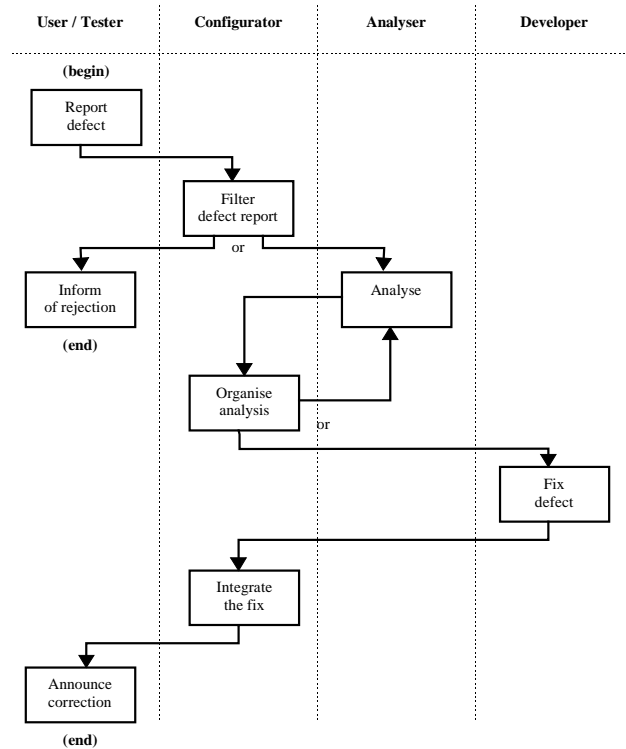 User / Tester
Configurator
Analyser
Developer
(begin)
Report
defect
Filter
defect report
or
Inform
of rejection
(end)
Analyse
Organise
analysis
or
Fix
defect
Integrate
the fix
Announce
correction
(end)